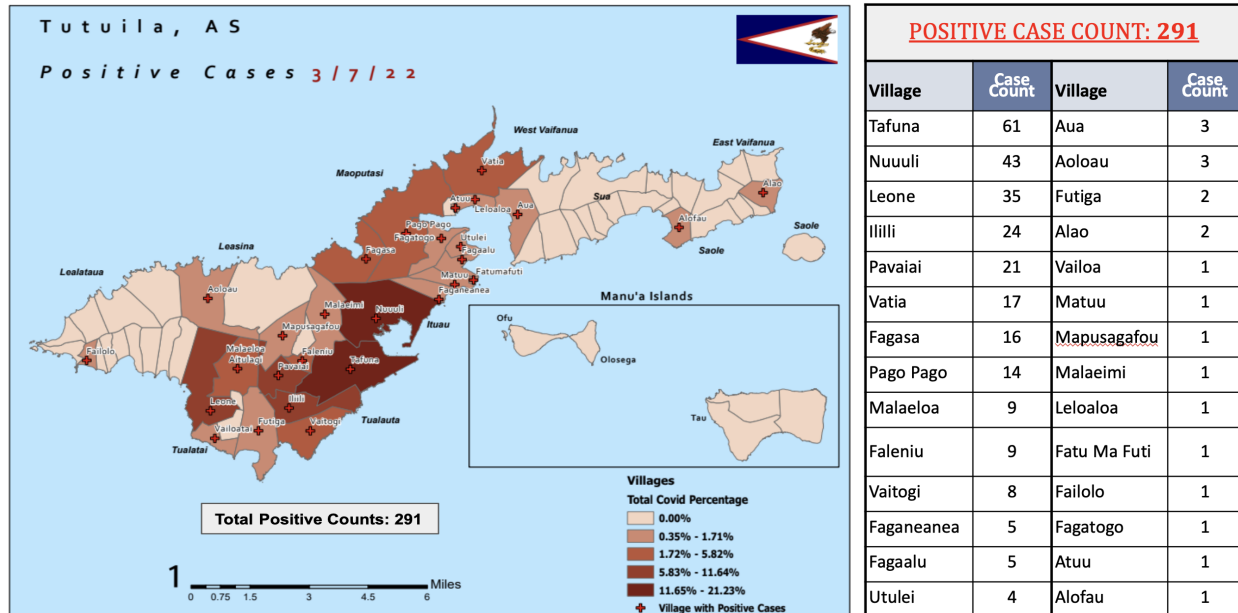 Tutuila, AS
Positive Cases 3/7/22
West Vaifanua
East Vaifanua
Maoputasi
Vatia
Sua
Alao
Atuu
Leloaloa
Aua
Pago Pago
Fagatogo
Utulei
Alofau
Saole
Fagasa
Fagaalu
Saole
Leasina
Lealataua
Matuu
Fatumafuti
Aoloau
Faganeanea
Malaeimi
Nuuuli
Ituau
Mapusagafou
Manu'a Islands
Ofu
Olosega
Failolo
Malaeloa
Aitulagi
Faleniu
Pavaiai
Tafuna
Leone
Iliili
Tau
Vailoatai
Futiga
Vaitogi
Tualauta
Tualatai
Villages
Total Covid Percentage
0.00%
0.35% - 1.71%
1.72% - 5.82%
5.83% - 11.64%
11.65% - 21.23%
Village with Positive Cases
Total Positive Counts: 291
1
0 0.75 1.5 3 4.5 6 Miles
POSITIVE CASE COUNT: 291
Village Case Count Village Case Count
Tafuna 61 Aua 3
Nuuuli 43 Aoloau 3
Leone 35 Futiga 2
Ililli 24 Alao 2
Pavaiai 21 Vailoa 1
Vatia 17 Matuu 1
Fagasa 16 Mapusagafou 1
Pago Pago 14 Malaeimi 1
Malaeloa 9 Leloaloa 1
Faleniu 9 Fatu Ma Futi 1
Vaitogi 8 Failolo 1
Faganeanea 5 Fagatogo 1
Fagaalu 5 Atuu 1
Utulei 4 Alofau 1